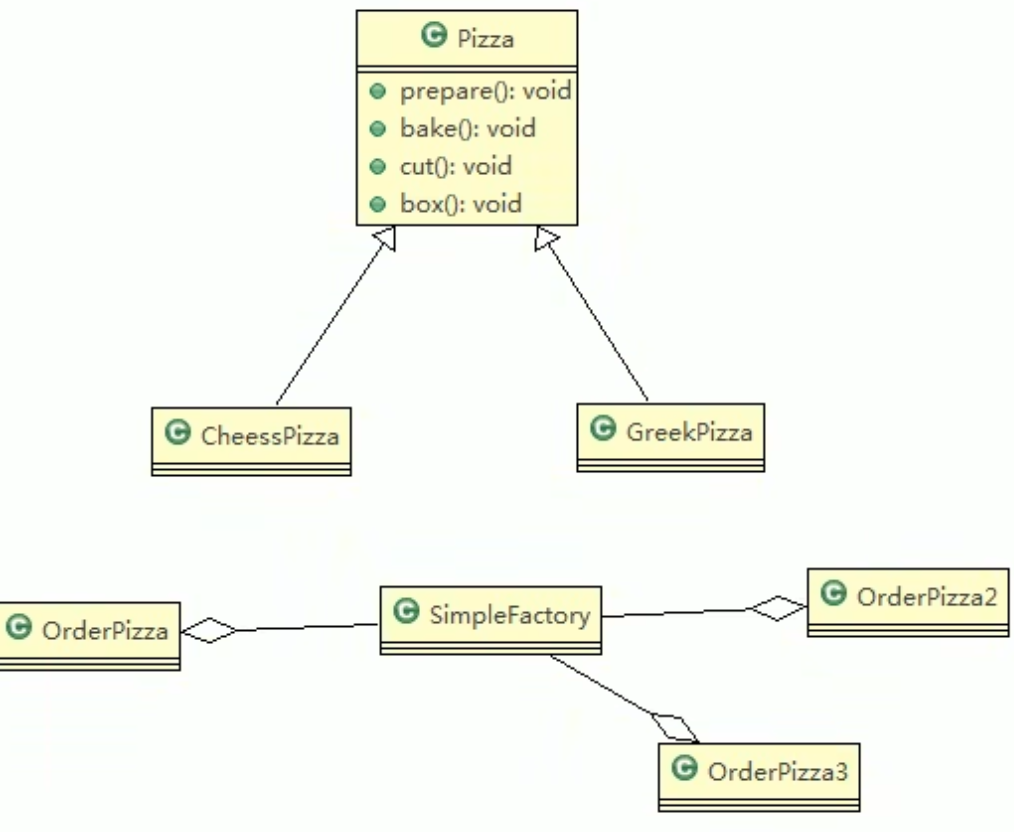 Pizza
prepare(): void
bake(): void
cut(): void
box(): void
CheessPizza
GreekPizza
OrderPizza
SimpleFactory
OrderPizza2
OrderPizza3